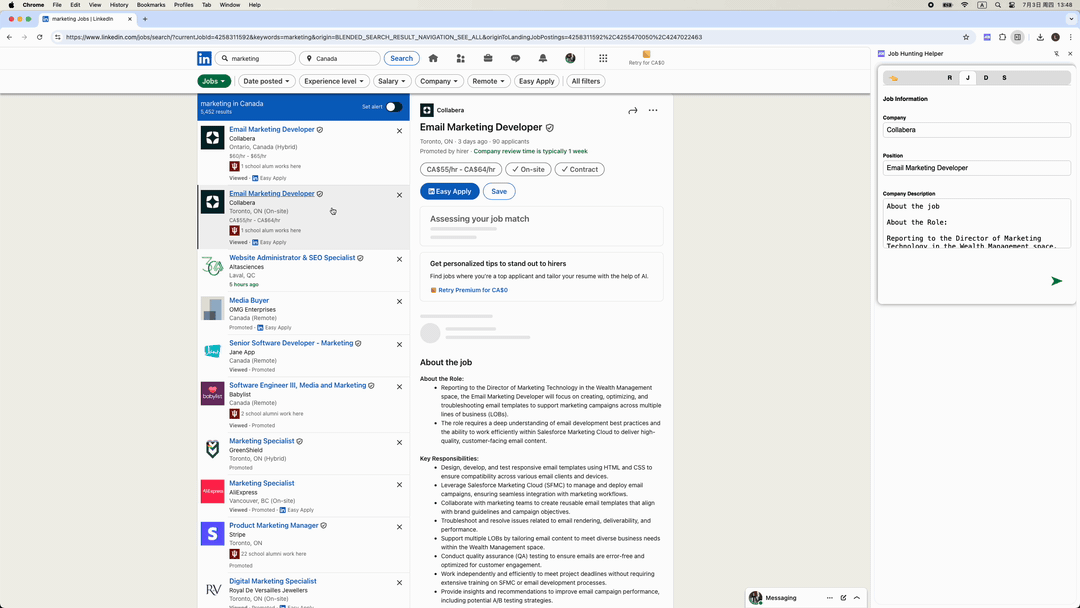 Chrome File Edit View History Bookmarks Profiles Tab Window Help
A
7月3日 周四 13:48
marketing Jobs | LinkedIn
https://www.linkedin.com/jobs/search/?currentJobId=4258311592&keywords=marketing&origin=BLENDED_SEARCH_RESULT_NAVIGATION_SEE_ALL&originToLandingJobPostings=4258311592%2C4255470050%2C4247022463
in
marketing
Canada
Search
Retry for CA$0
Jobs
Date posted
Experience level
Salary
Company
Remote
Easy Apply
All filters
marketing in Canada
5,452 results
Set alert
Email Marketing Developer
Collabera
Ontario, Canada (Hybrid)
$60/hr - $65/hr
1 school alum works here
Viewed · in Easy Apply
Email Marketing Developer
Collabera
Toronto, ON (On-site)
CA$55/hr - CA$64/hr
1 school alum works here
Viewed · in Easy Apply
Website Administrator & SEO Specialist
Altasciences
Laval, QC
5 hours ago
Media Buyer
OMG Enterprises
Canada (Remote)
Promoted · in Easy Apply
Senior Software Developer - Marketing
Jane App
Canada (Remote)
Viewed · Promoted
Software Engineer III, Media and Marketing
babylist
Babylist
Canada (Remote)
2 school alumni work here
Viewed · Promoted
Marketing Specialist
GreenShield
Toronto, ON (Hybrid)
Promoted
Marketing Specialist
AliExpress
AliExpress
Vancouver, BC (On-site)
Viewed · Promoted · in Easy Apply
Product Marketing Manager
S
Stripe
Toronto, ON
22 school alumni work here
Promoted
Digital Marketing Specialist
RV
Royal De Versailles Jewellers
Toronto, ON (On-site)
Viewed · Promoted · in Easy Apply
Collabera
Email Marketing Developer
Toronto, ON · 3 days ago · 90 applicants
Promoted by hirer · Company review time is typically 1 week
CA$55/hr - CA$64/hr
On-site
Contract
in Easy Apply
Save
Assessing your job match
Get personalized tips to stand out to hirers
Find jobs where you're a top applicant and tailor your resume with the help of AI.
Retry Premium for CA$0
About the job
About the Role:
• Reporting to the Director of Marketing Technology in the Wealth Management
space, the Email Marketing Developer will focus on creating, optimizing, and
troubleshooting email templates to support marketing campaigns across multiple
lines of business (LOBs).
• The role requires a deep understanding of email development best practices and
the ability to work efficiently within Salesforce Marketing Cloud to deliver high-
quality, customer-facing email content.
Key Responsibilities:
• Design, develop, and test responsive email templates using HTML and CSS to
ensure compatibility across various email clients and devices.
• Leverage Salesforce Marketing Cloud (SFMC) to manage and deploy email
campaigns, ensuring seamless integration with marketing workflows.
• Collaborate with marketing teams to create reusable email templates that align
with brand guidelines and campaign objectives.
• Troubleshoot and resolve issues related to email rendering, deliverability, and
performance.
• Support multiple LOBs by tailoring email content to meet diverse business needs
within the Wealth Management space.
• Conduct quality assurance (QA) testing to ensure emails are error-free and
optimized for customer engagement.
• Work independently and efficiently to meet project deadlines without requiring
extensive training on SFMC or email development processes.
• Provide insights and recommendations to improve email campaign performance,
including potential A/B testing strategies.
Messaging
Job Hunting Helper
R J D S
Job Information
Company
Collabera
Position
Email Marketing Developer
Company Description
About the job
About the Role:
Reporting to the Director of Marketing
Technology in the Wealth Management space,